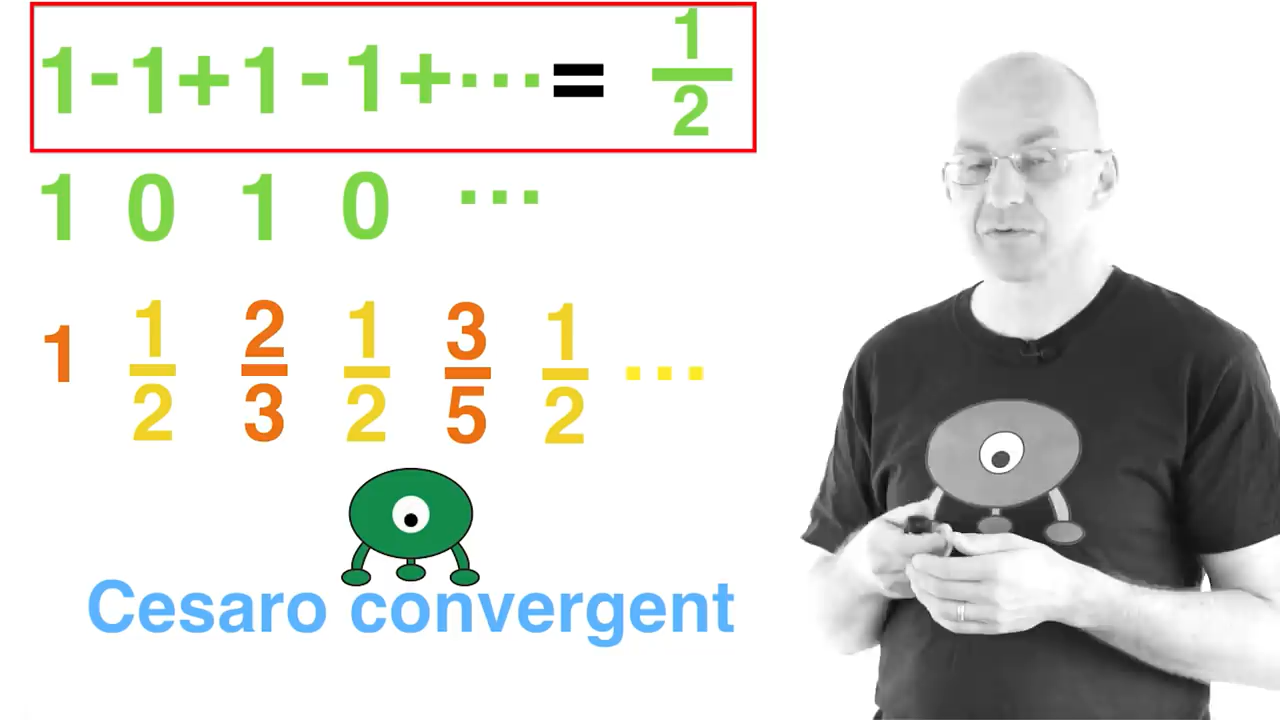 1-1+1-1+···= 1/2
1 0 1 0 ···
1 1/2 2/3 1/2 3/5 1/2 ···
Cesaro convergent